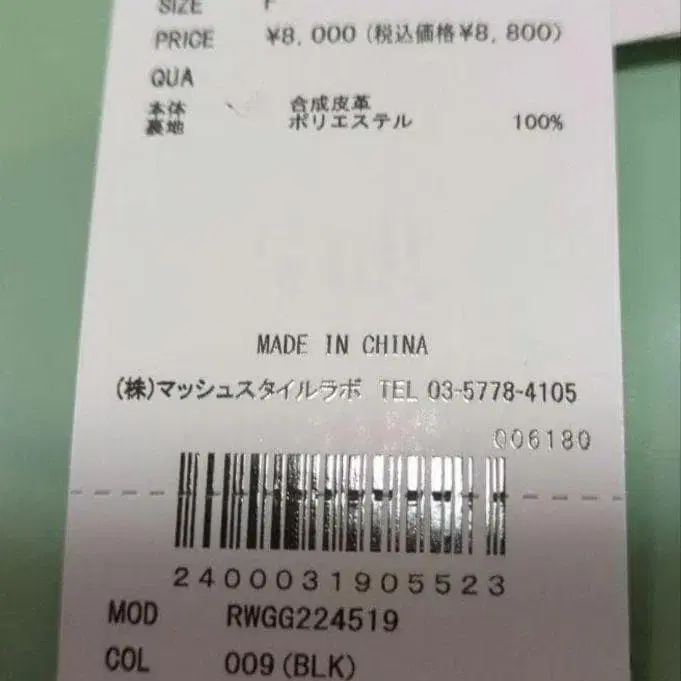 SIZE F
PRICE ¥8,000(税込価格¥8,800)
QUA
本体 合成皮革
裏地 ポリエステル 100%
MADE IN CHINA
(株)マッシュスタイルラボ TEL 03-5778-4105
006180
2400031905523
MOD RWGG224519
COL 009(BLK)